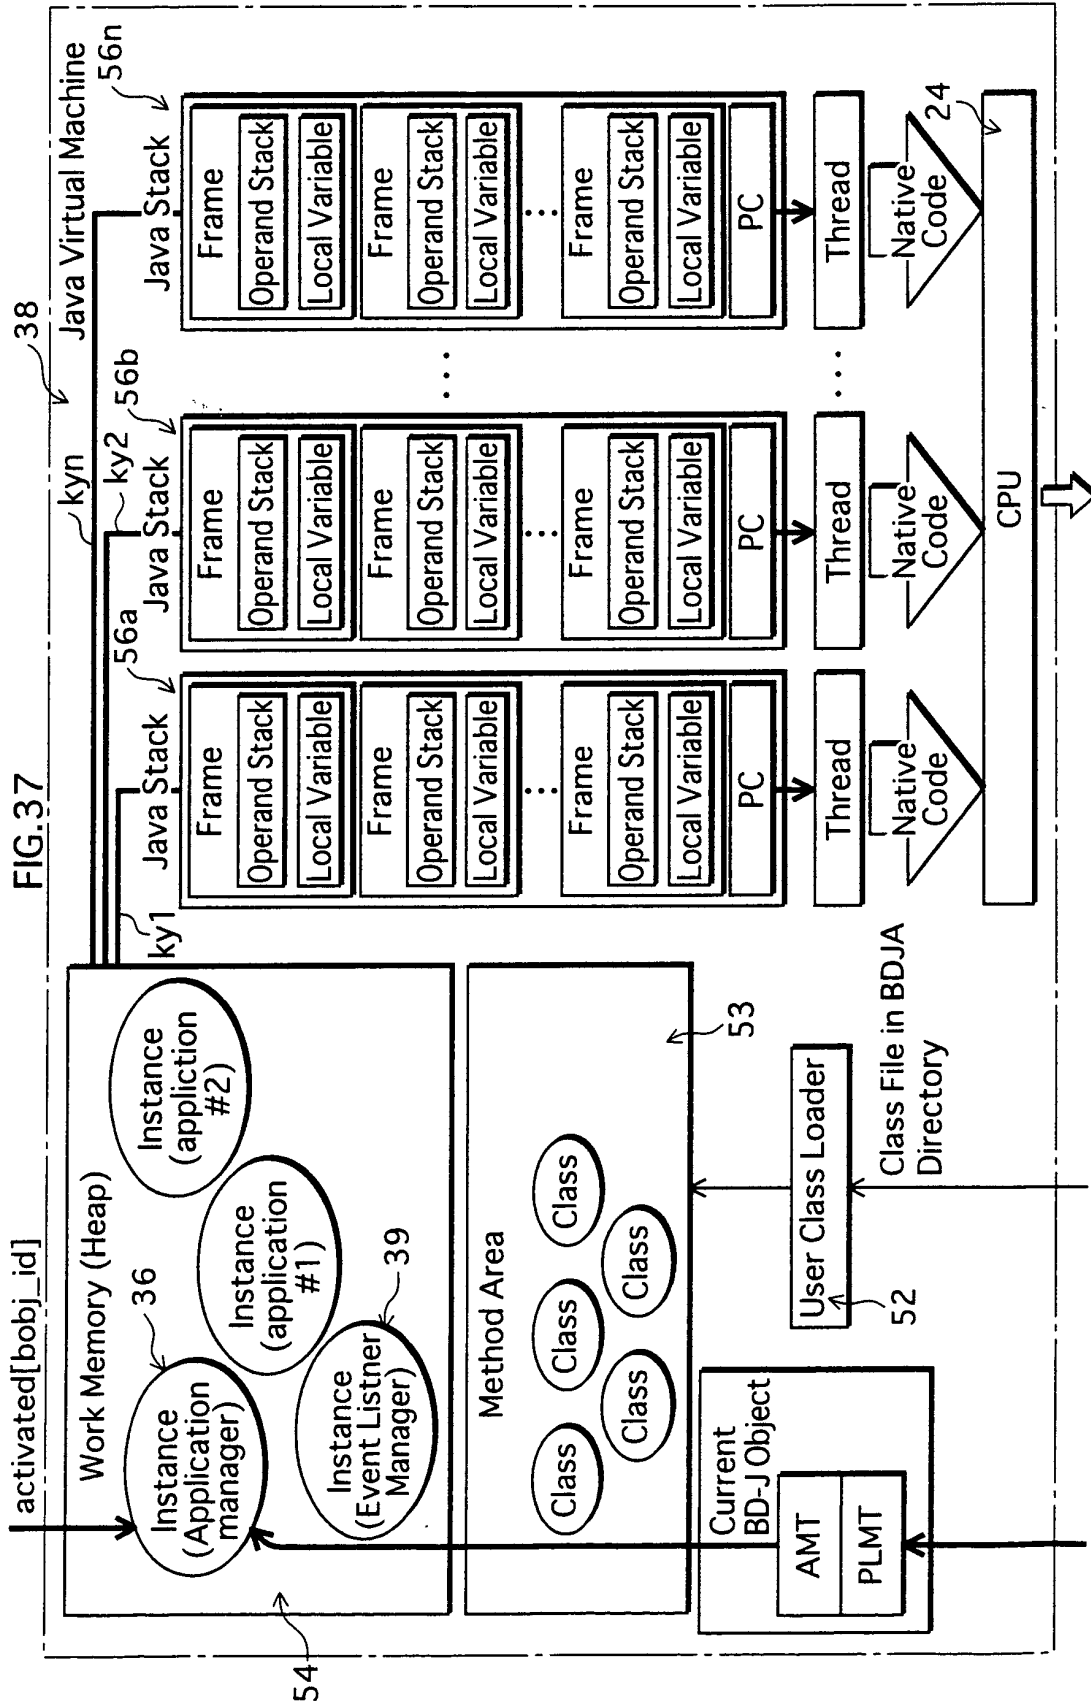 FIG.37
activated[bobj_id]
38
Java Virtual Machine
kyn
ky2
ky1
54
Work Memory (Heap)
36
Instance
(Application
manager)
Instance
(appliction
#2)
Instance
(application
#1)
39
Instance
(Event Listner
Manager)
Method Area
53
Class
Class
Class
Class
Class
Current
BD-J Object
AMT
PLMT
User Class Loader
52
Class File in BDJA
Directory
Java Stack
56a
Frame
Operand Stack
Local Variable
Frame
Operand Stack
Local Variable
...
Frame
Operand Stack
Local Variable
PC
Thread
Native
Code
Java Stack
56b
Frame
Operand Stack
Local Variable
Frame
Operand Stack
Local Variable
...
Frame
Operand Stack
Local Variable
PC
Thread
Native
Code
...
...
Java Stack
56n
Frame
Operand Stack
Local Variable
Frame
Operand Stack
Local Variable
...
Frame
Operand Stack
Local Variable
PC
Thread
Native
Code
CPU
24